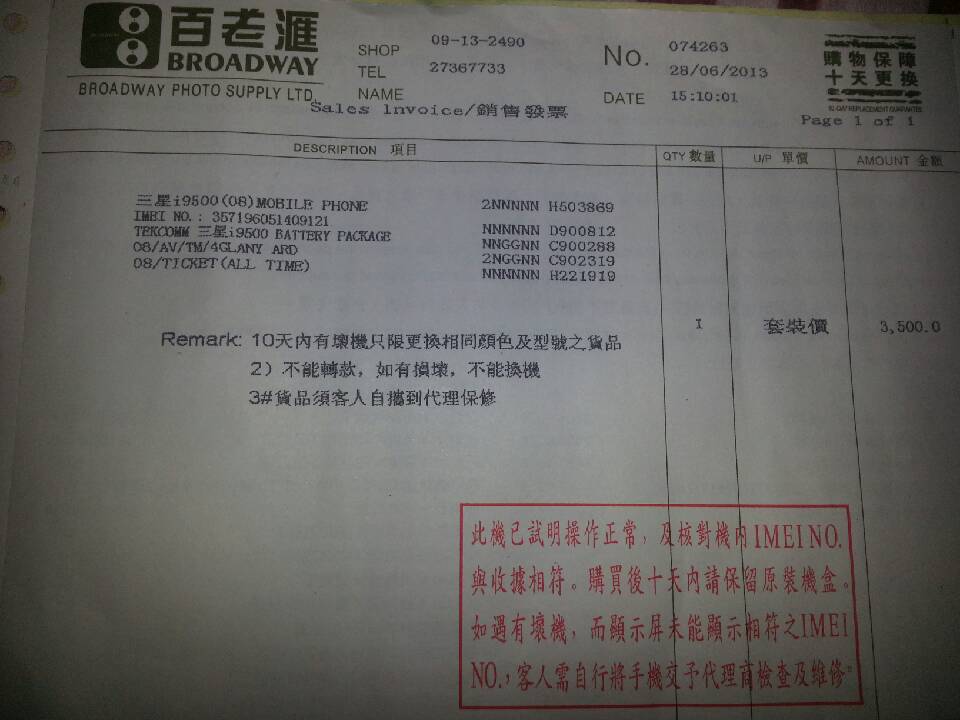 百老滙
BROADWAY
BROADWAY PHOTO SUPPLY LTD.
SHOP 09-13-2490
TEL 27367733
NAME
Sales Invoice/銷售發票
No. 074263
28/06/2013
DATE 15:10:01
購物保障
十天更換
10-DAY REPLACEMENT GUARANTEE
Page 1 of 1
DESCRIPTION 項目 QTY 數量 U/P 單價 AMOUNT 金額
三星i9500(08)MOBILE PHONE 2NNNNN H503869
IMEI NO.: 357196051409121
TEKCOMM 三星i9500 BATTERY PACKAGE NNNNNN D900812
08/AV/TM/4GLANY ARD NNGGNN C900288
08/TICKET(ALL TIME) 2NGGNN C902319
NNNNNN H221919
1 套裝價 3,500.0
Remark: 10天內有壞機只限更換相同顏色及型號之貨品
2) 不能轉款, 如有損壞, 不能換機
3#貨品須客人自攜到代理保修
此機已試明操作正常, 及核對機內IMEI NO.
與收據相符。購買後十天內請保留原裝機盒。
如遇有壞機, 而顯示屏未能顯示相符之IMEI
NO., 客人需自行將手機交予代理商檢查及維修。